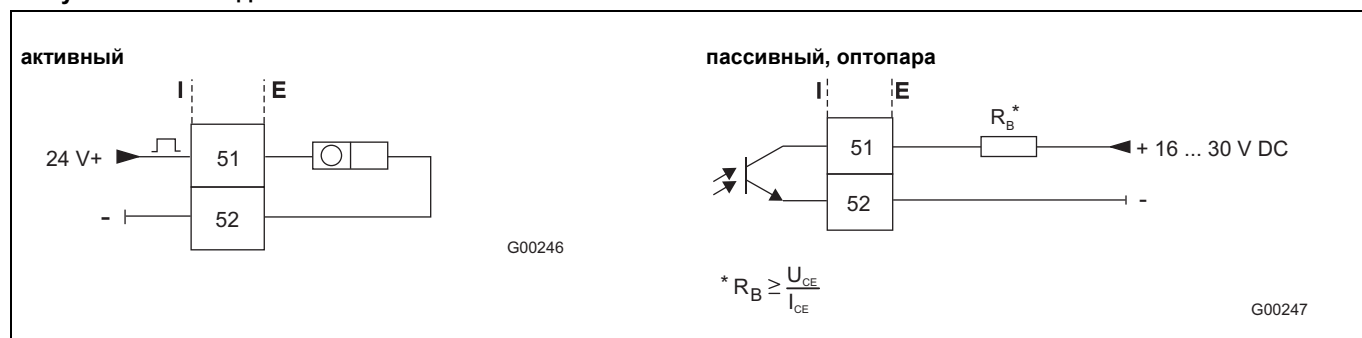 активный
I E
24 V+
51
-
52
G00246
пассивный, оптопара
I E
R_B*
51
+ 16 ... 30 V DC
52
-
* R_B ≥ U_CE / I_CE
G00247